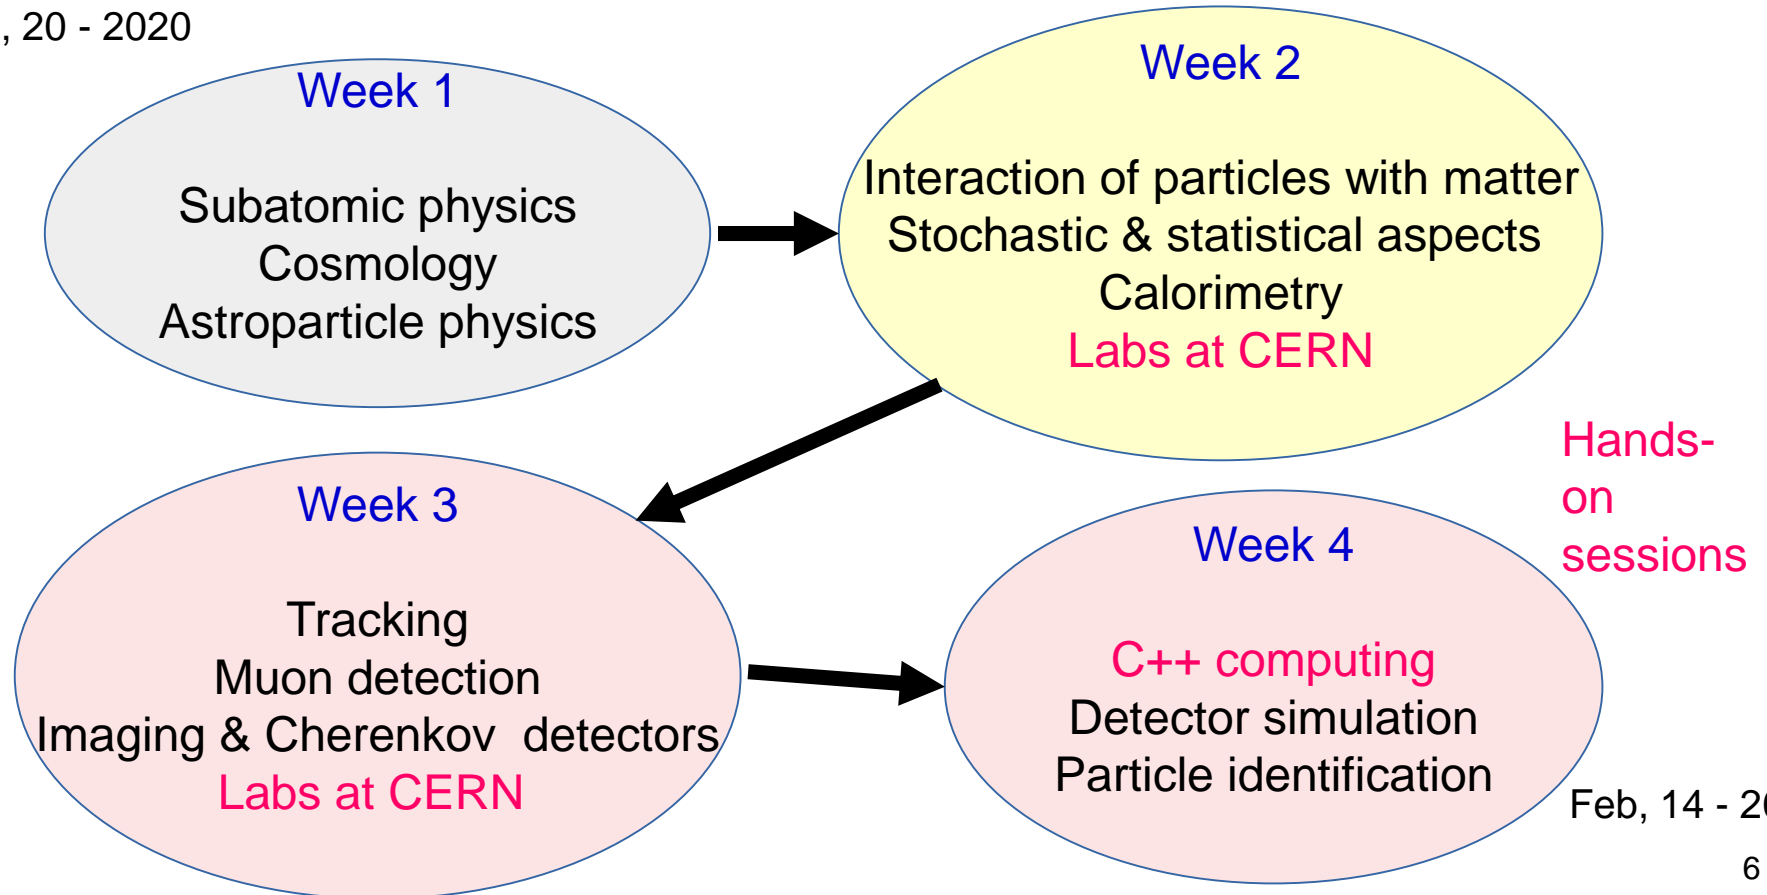 , 20 - 2020
Week 1
Subatomic physics
Cosmology
Astroparticle physics
Week 2
Interaction of particles with matter
Stochastic & statistical aspects
Calorimetry
Labs at CERN
Hands-
on
sessions
Week 3
Tracking
Muon detection
Imaging & Cherenkov detectors
Labs at CERN
Week 4
C++ computing
Detector simulation
Particle identification
Feb, 14 - 20
6